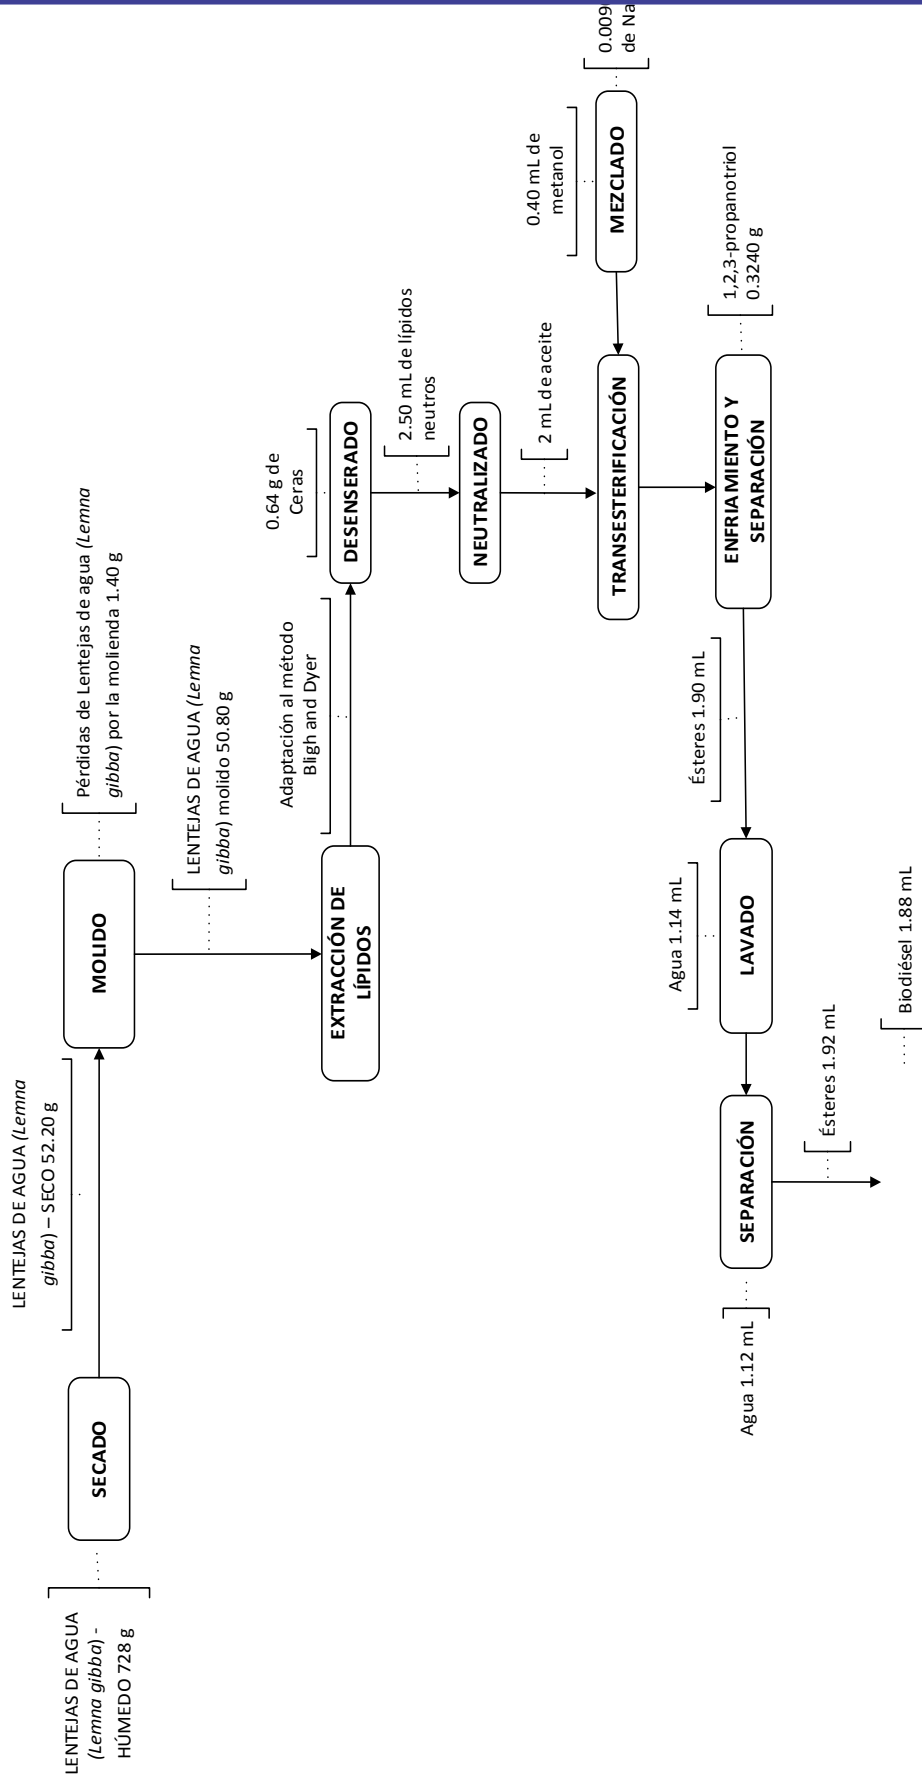 LENTEJAS DE AGUA
(Lemna gibba) -
HÚMEDO 728 g
SECADO
LENTEJAS DE AGUA (Lemna
gibba) – SECO 52.20 g
MOLIDO
Pérdidas de Lentejas de agua (Lemna
gibba) por la molienda 1.40 g
LENTEJAS DE AGUA (Lemna
gibba) molido 50.80 g
EXTRACCIÓN DE
LÍPIDOS
Adaptación al método
Bligh and Dyer
0.64 g de
Ceras
DESENSERADO
2.50 mL de lípidos
neutros
NEUTRALIZADO
2 mL de aceite
0.40 mL de
metanol
MEZCLADO
de
TRANSESTERIFICACIÓN
ENFRIAMIENTO Y
SEPARACIÓN
1,2,3-propanotriol
0.3240 g
Ésteres 1.90 mL
Agua 1.14 mL
LAVADO
SEPARACIÓN
Agua 1.12 mL
Ésteres 1.92 mL
Biodiésel 1.88 mL